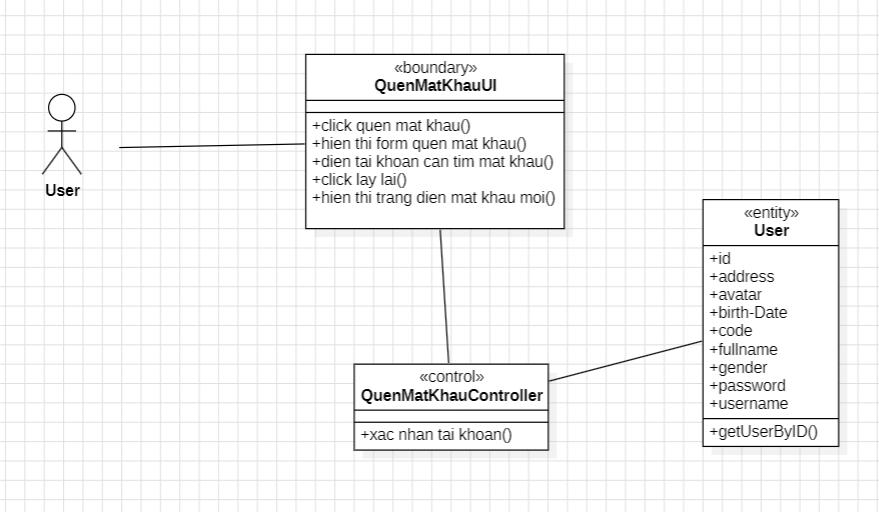 «boundary»
QuenMatKhauUI
+click quen mat khau()
+hien thi form quen mat khau()
+dien tai khoan can tim mat khau()
+click lay lai()
+hien thi trang dien mat khau moi()
User
«entity»
User
+id
+address
+avatar
+birth-Date
+code
+fullname
+gender
+password
+username
+getUserByID()
«control»
QuenMatKhauController
+xac nhan tai khoan()